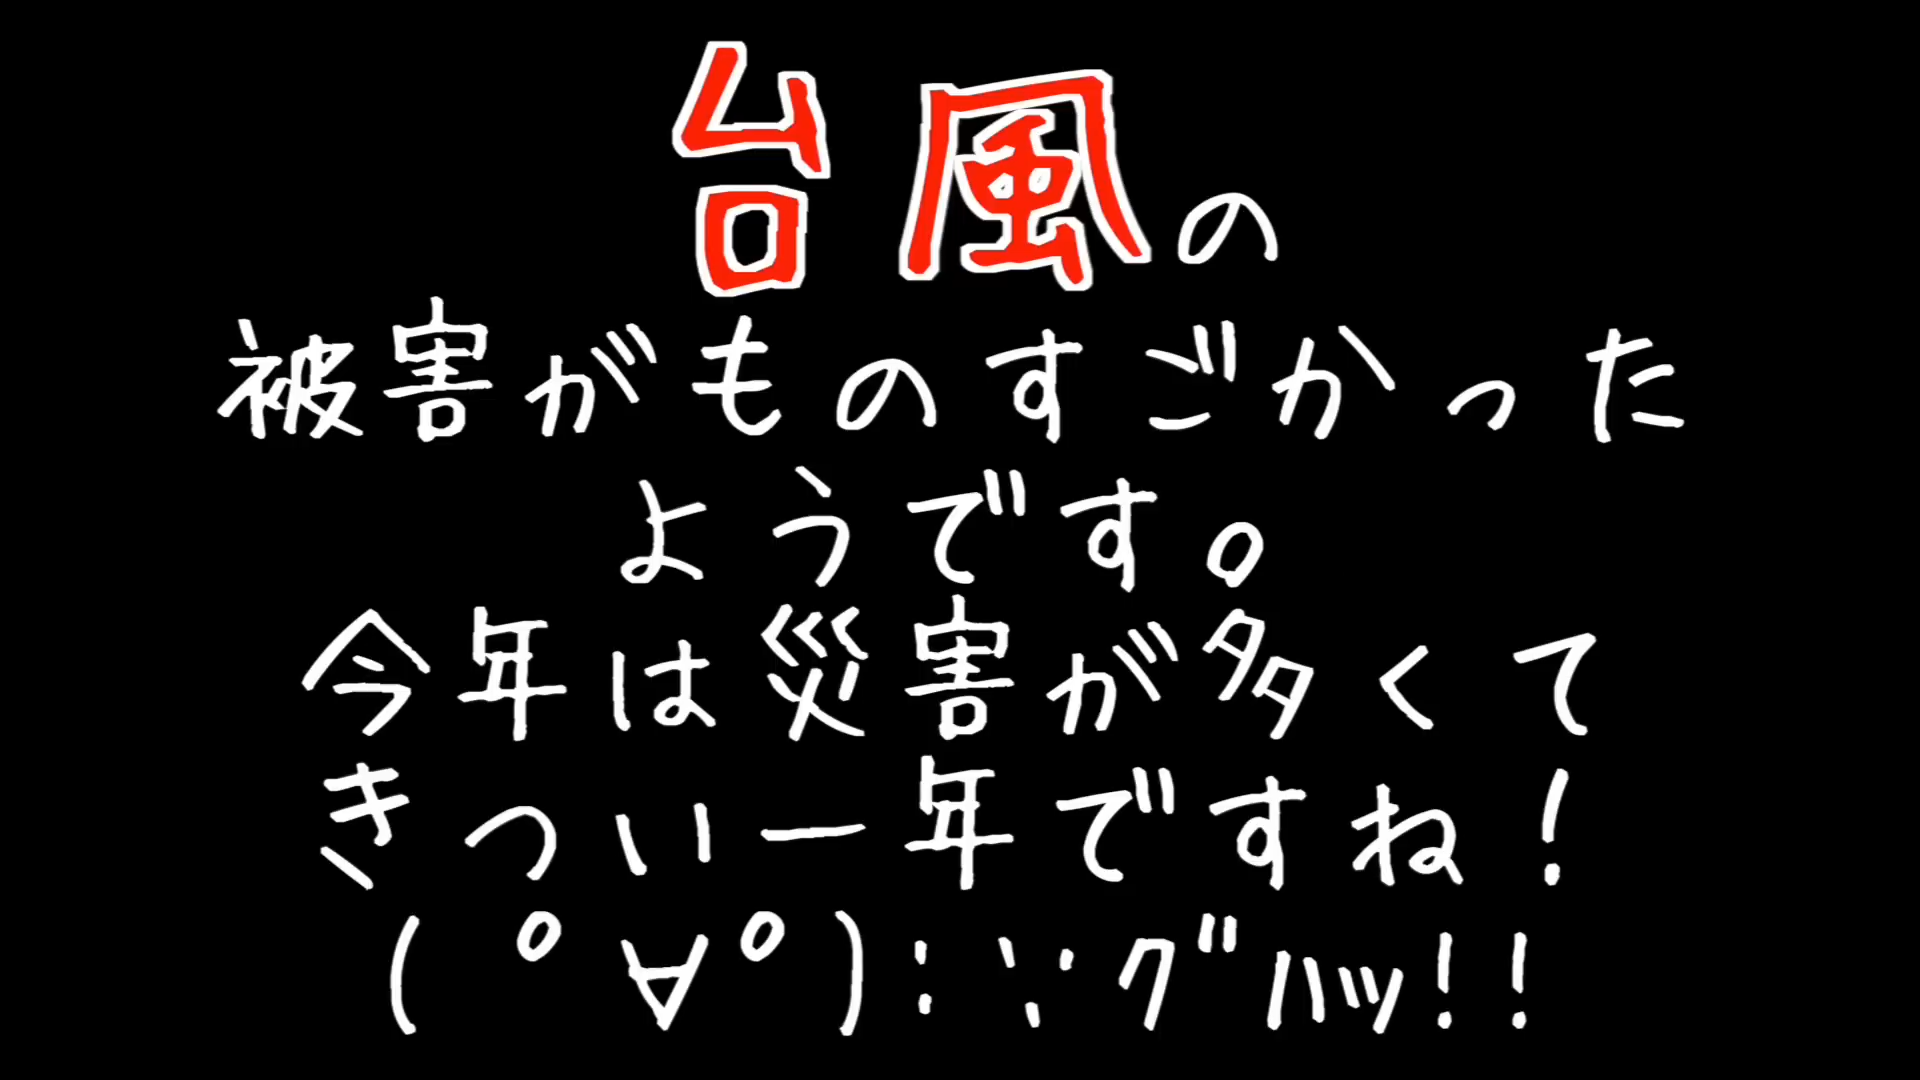 台風の
被害がものすごかった
ようです。
今年は災害が多くて
きつい一年ですね！
(゜∀゜):∵グハッ!!